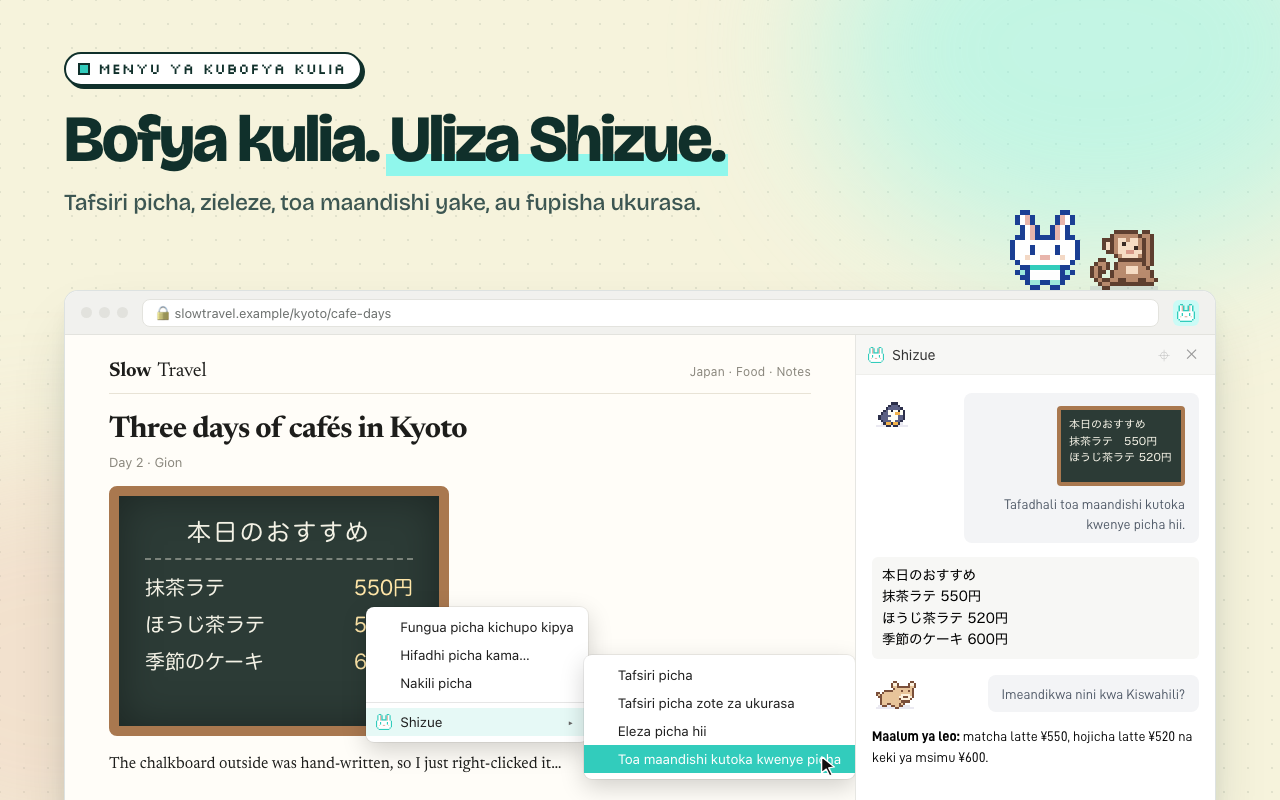 MENYU YA KUBOFYA KULIA
Bofya kulia. Uliza Shizue.
Tafsiri picha, zieleze, toa maandishi yake, au fupisha ukurasa.
slowtravel.example/kyoto/cafe-days
Slow Travel
Japan · Food · Notes
Three days of cafés in Kyoto
Day 2 · Gion
本日のおすすめ
抹茶ラテ 550円
ほうじ茶ラテ 5
季節のケーキ 6
Fungua picha kichupo kipya
Hifadhi picha kama...
Nakili picha
Shizue
Tafsiri picha
Tafsiri picha zote za ukurasa
Eleza picha hii
Toa maandishi kutoka kwenye picha
The chalkboard outside was hand-written, so I just right-clicked it...
Shizue
本日のおすすめ
抹茶ラテ 550円
ほうじ茶ラテ 520円
Tafadhali toa maandishi kutoka
kwenye picha hii.
本日のおすすめ
抹茶ラテ 550円
ほうじ茶ラテ 520円
季節のケーキ 600円
Imeandikwa nini kwa Kiswahili?
Maalum ya leo: matcha latte ¥550, hojicha latte ¥520 na
keki ya msimu ¥600.